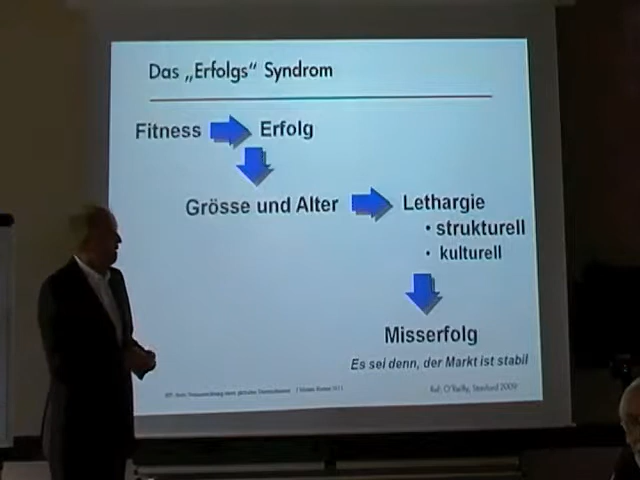 Das „Erfolgs“ Syndrom
Fitness Erfolg
Grösse und Alter Lethargie
• strukturell
• kulturell
Misserfolg
Es sei denn, der Markt ist stabil
Ref: O'Reilly, Stanford 2009